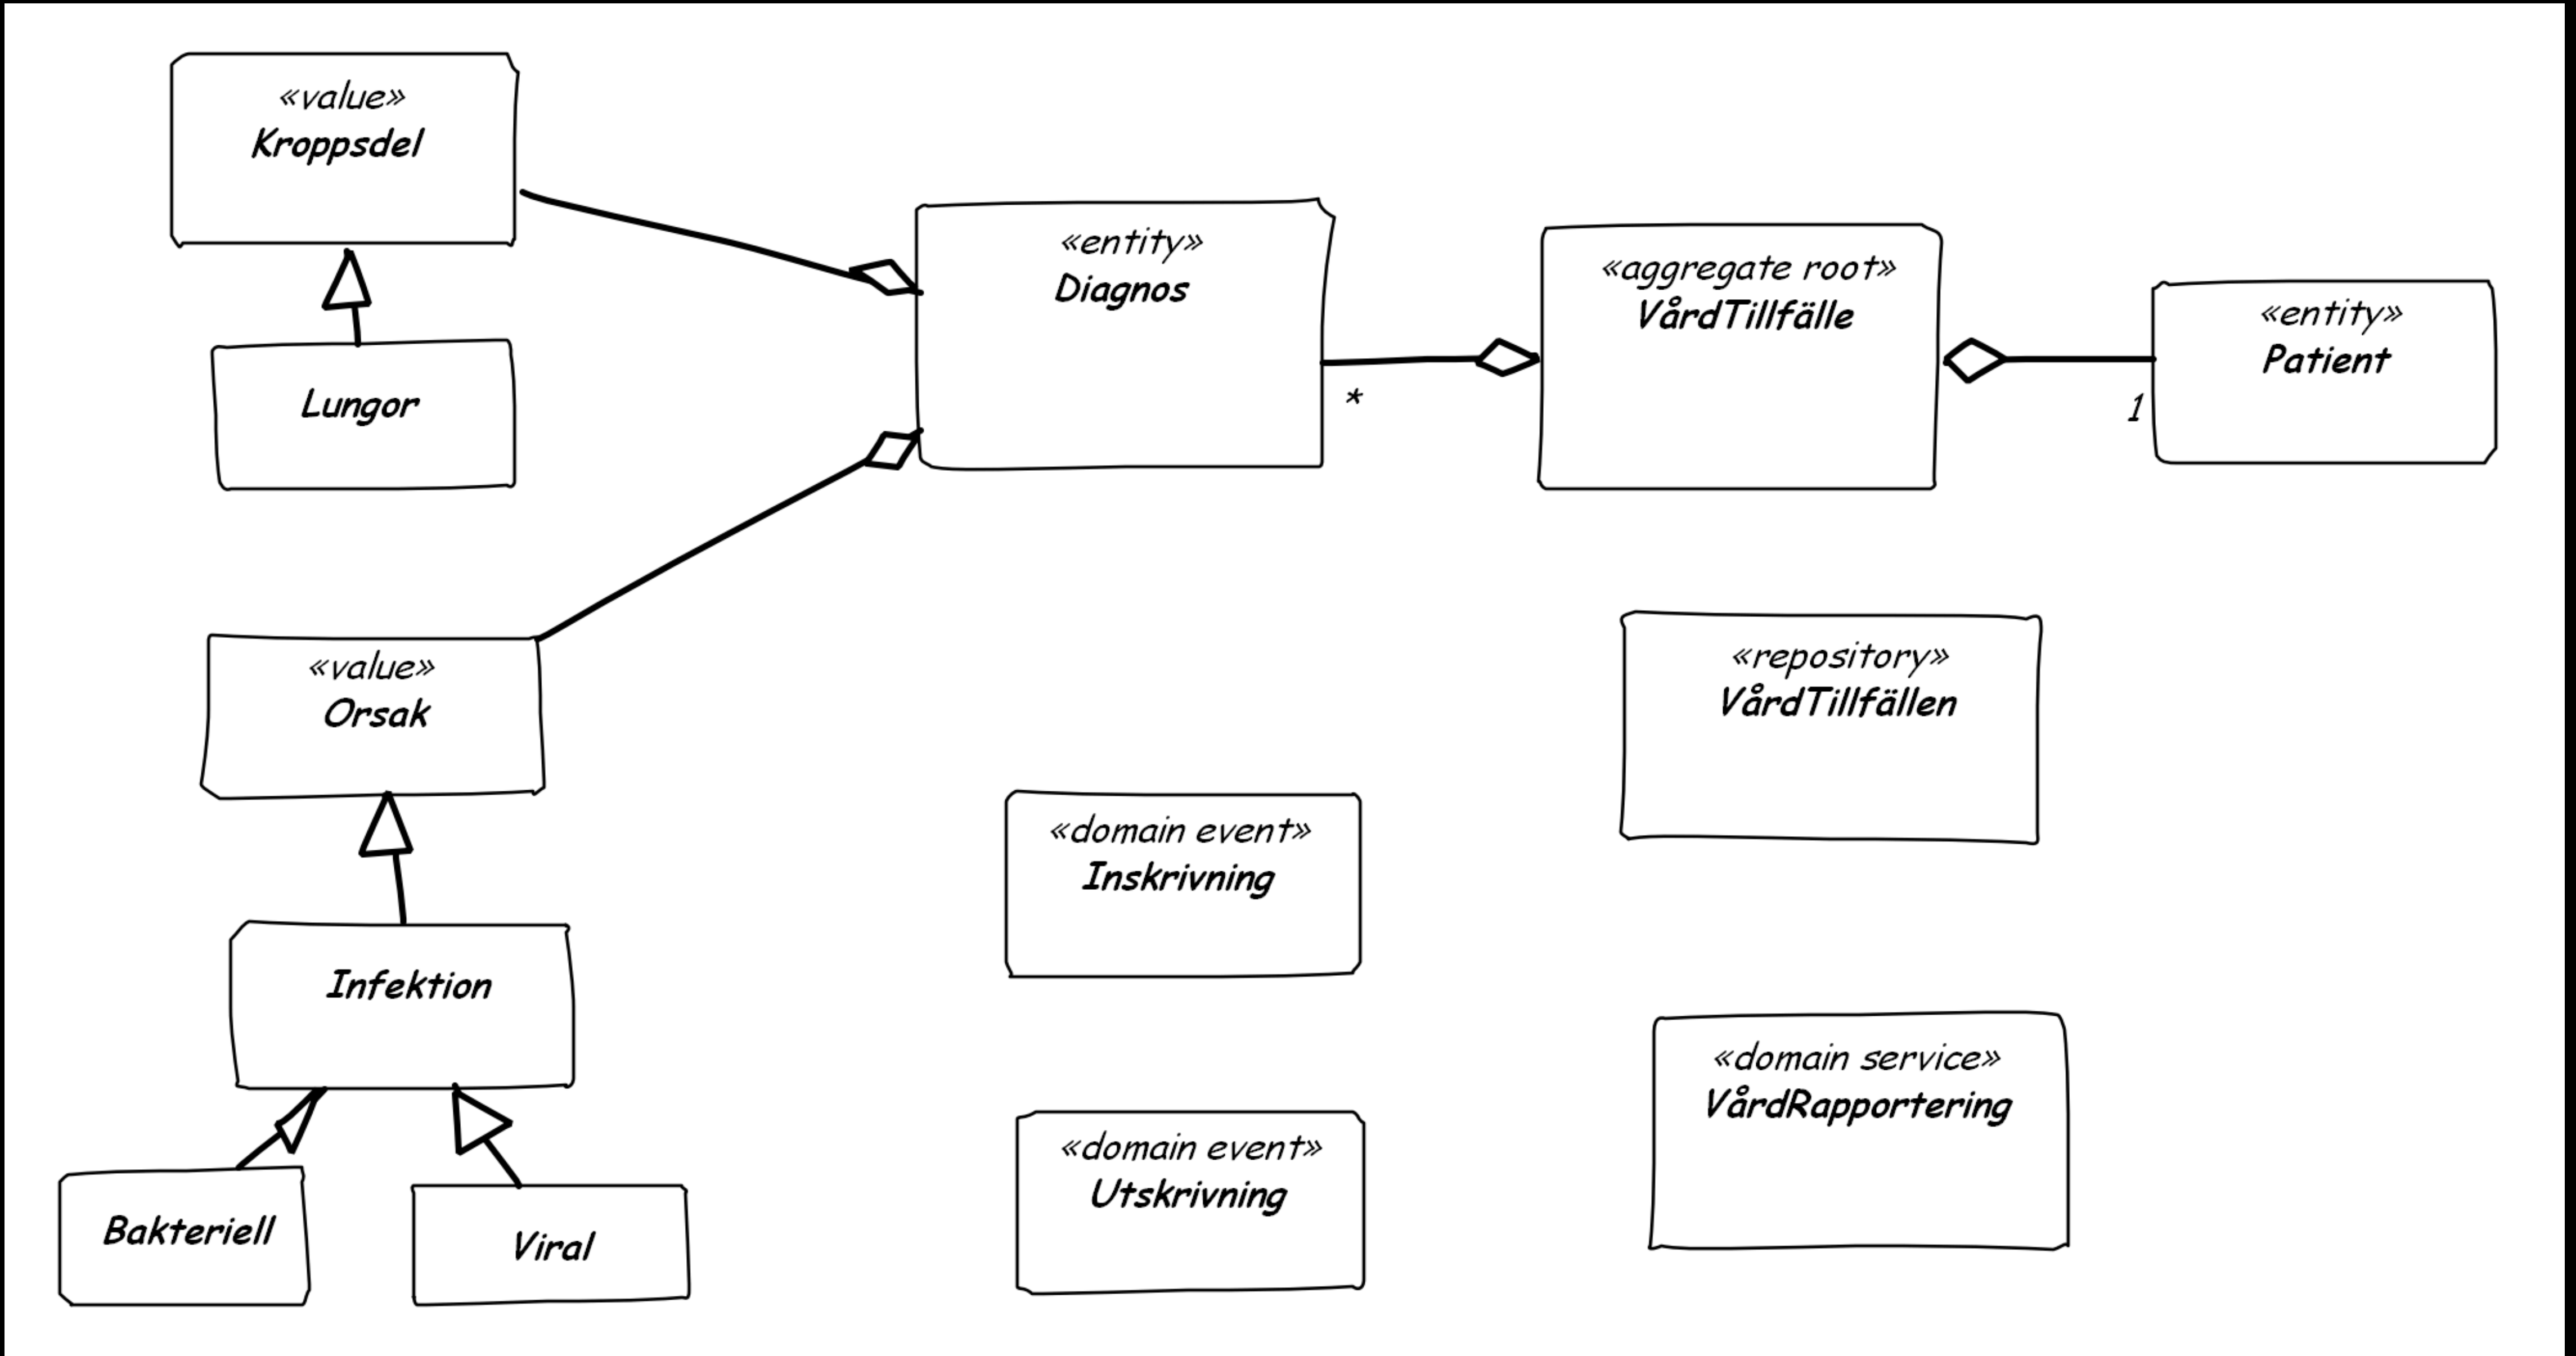 «value»
Kroppsdel
Lungor
«entity»
Diagnos
*
«aggregate root»
VårdTillfälle
«entity»
Patient
1
«value»
Orsak
Infektion
Bakteriell
Viral
«domain event»
Inskrivning
«domain event»
Utskrivning
«repository»
VårdTillfällen
«domain service»
VårdRapportering